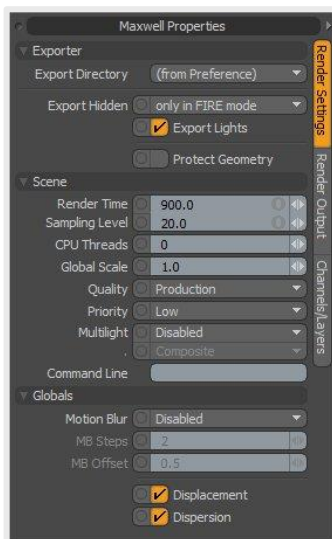 Maxwell Properties
Exporter
Export Directory (from Preference)
Export Hidden only in FIRE mode
Export Lights
Protect Geometry
Scene
Render Time 900.0
Sampling Level 20.0
CPU Threads 0
Global Scale 1.0
Quality Production
Priority Low
Multilight Disabled
. Composite
Command Line
Globals
Motion Blur Disabled
MB Steps 2
MB Offset 0.5
Displacement
Dispersion
Render Settings
Render Output
Channels/Layers